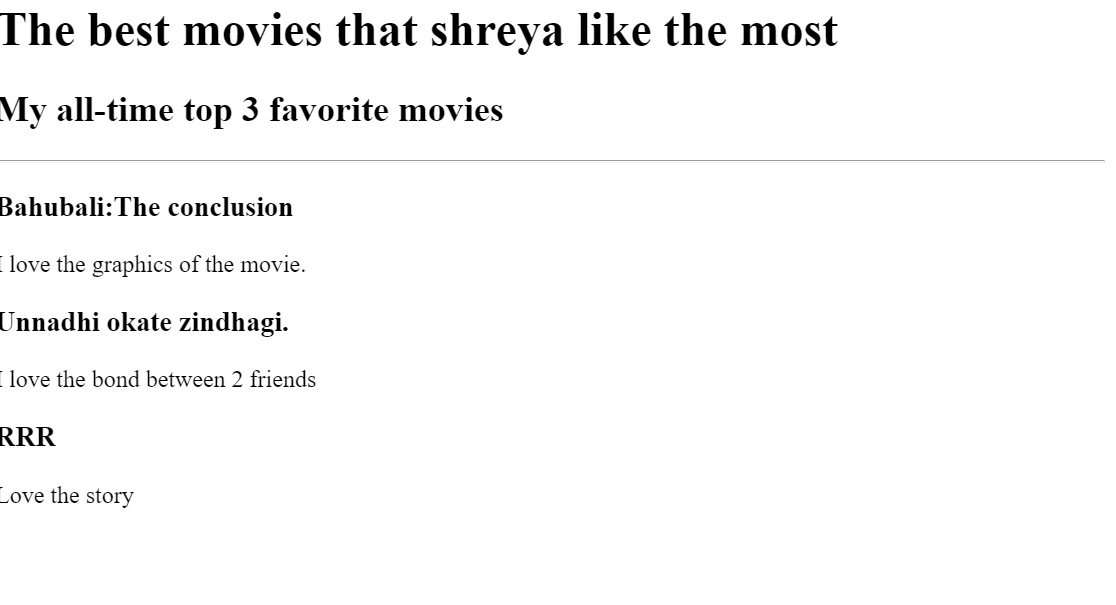 The best movies that shreya like the most
My all-time top 3 favorite movies
Bahubali:The conclusion
I love the graphics of the movie.
Unnadhi okate zindhagi.
I love the bond between 2 friends
RRR
Love the story